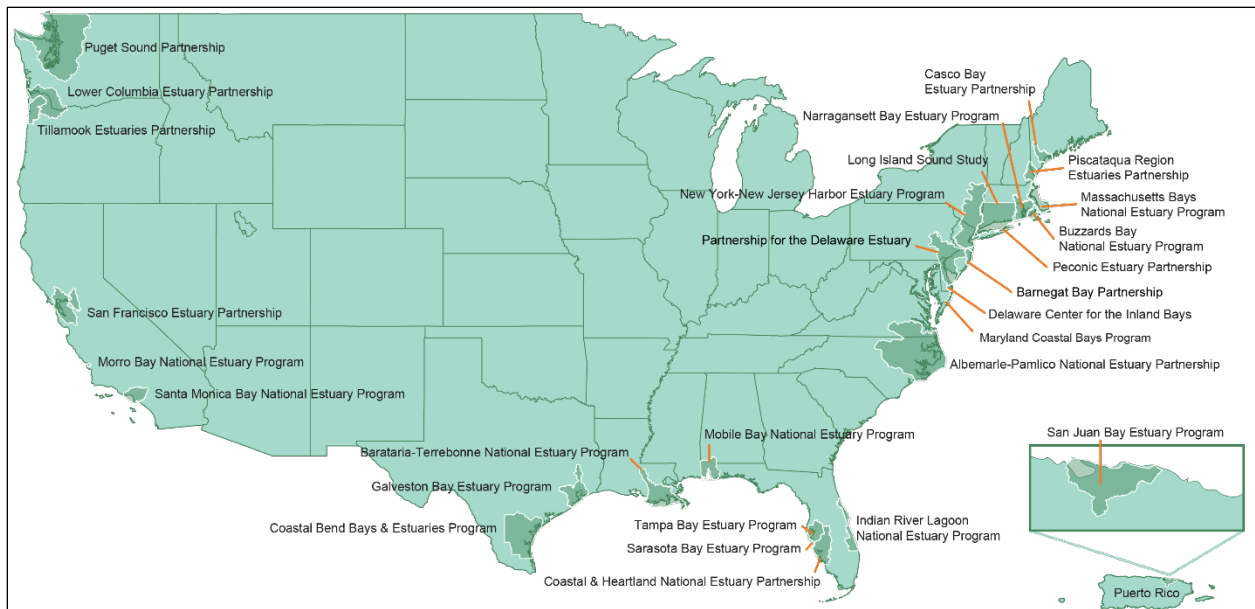 Puget Sound Partnership
Lower Columbia Estuary Partnership
Tillamook Estuaries Partnership
San Francisco Estuary Partnership
Morro Bay National Estuary Program
Santa Monica Bay National Estuary Program
Casco Bay
Estuary Partnership
Narragansett Bay Estuary Program
Long Island Sound Study
Piscataqua Region
Estuaries Partnership
New York-New Jersey Harbor Estuary Program
Massachusetts Bays
National Estuary Program
Buzzards Bay
National Estuary Program
Partnership for the Delaware Estuary
Peconic Estuary Partnership
Barnegat Bay Partnership
Delaware Center for the Inland Bays
Maryland Coastal Bays Program
Albemarle-Pamlico National Estuary Partnership
Mobile Bay National Estuary Program
Barataria-Terrebonne National Estuary Program
Galveston Bay Estuary Program
Coastal Bend Bays & Estuaries Program
Tampa Bay Estuary Program
Sarasota Bay Estuary Program
Coastal & Heartland National Estuary Partnership
Indian River Lagoon
National Estuary Program
San Juan Bay Estuary Program
Puerto Rico